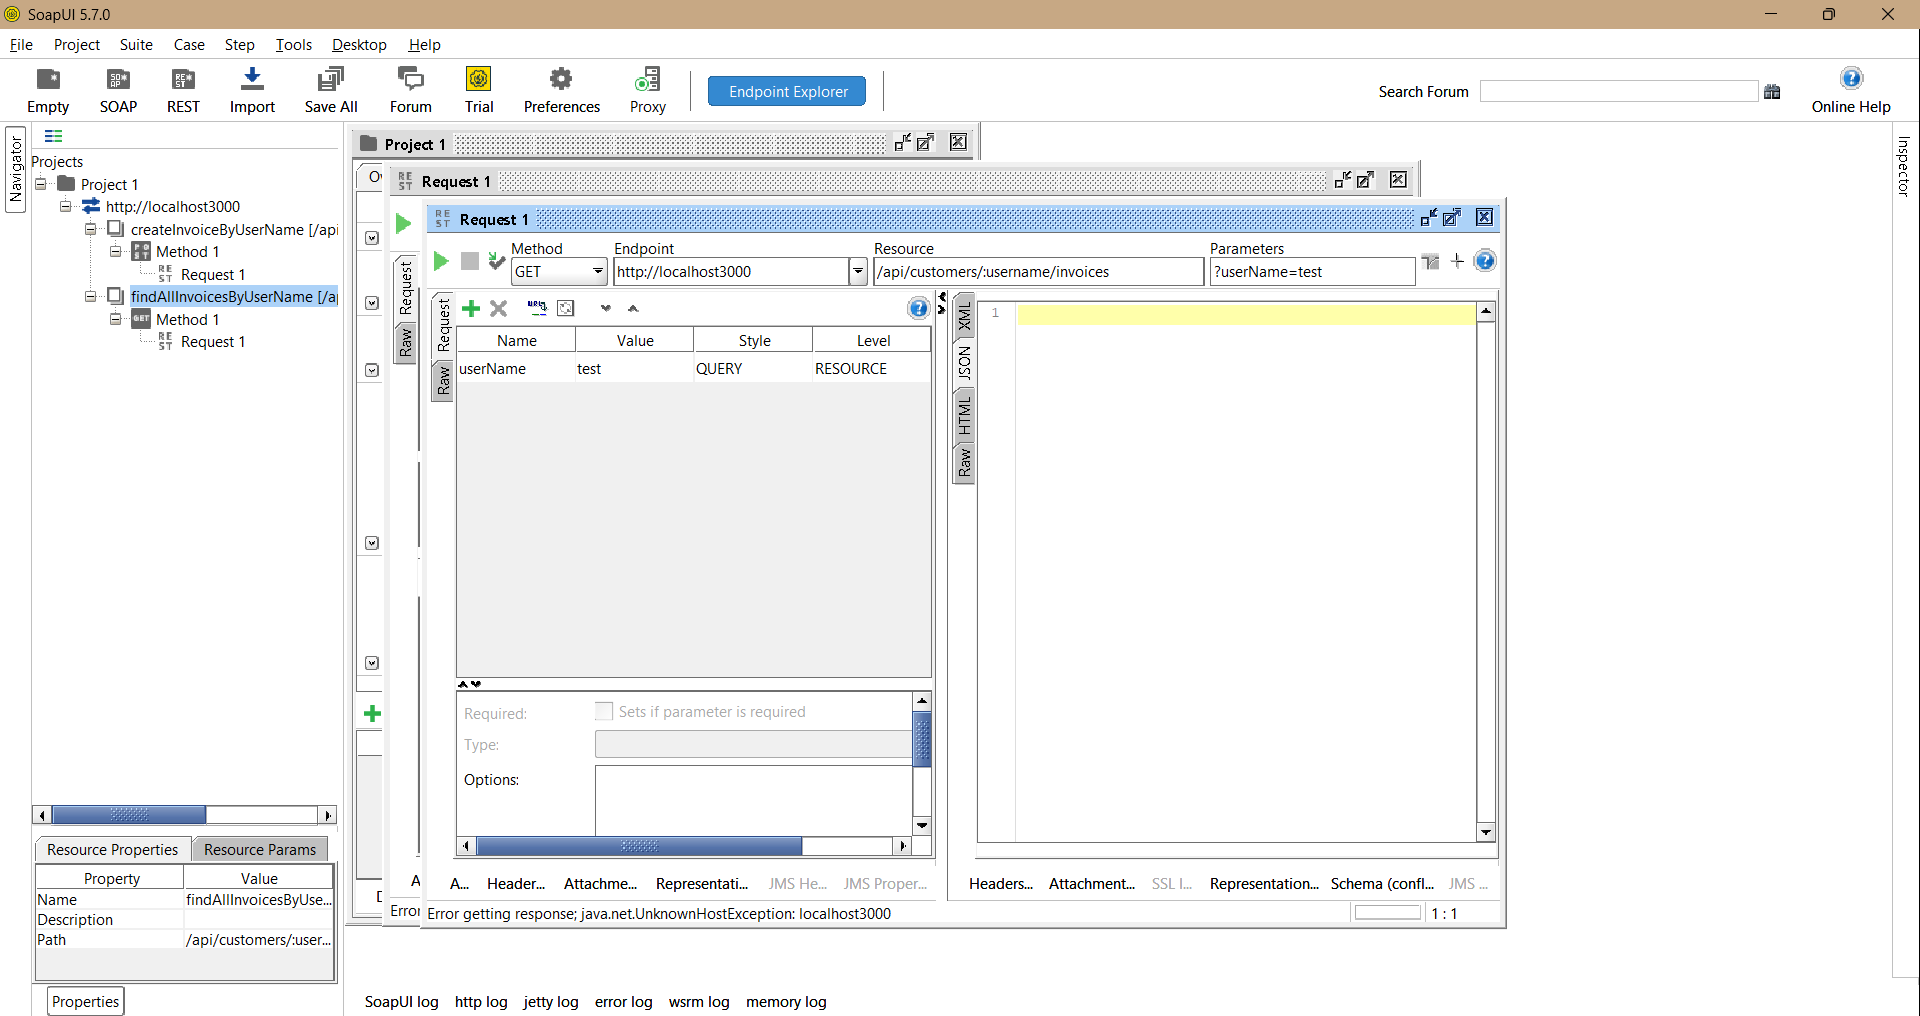 SoapUI 5.7.0
File Project Suite Case Step Tools Desktop Help
Empty SOAP REST Import Save All Forum Trial Preferences Proxy Endpoint Explorer Search Forum Online Help
Navigator
Inspector
Projects
Project 1
http://localhost3000
createInvoiceByUserName [/api
Method 1
Request 1
findAllInvoicesByUserName [/a
GET Method 1
REST Request 1
Resource Properties Resource Params
Property Value
Name findAllInvoicesByUse...
Description
Path /api/customers/:user...
Properties
Project 1
REST Request 1
Request
Raw
Error
REST Request 1
Method Endpoint Resource Parameters
GET http://localhost3000 /api/customers/:username/invoices ?userName=test
Request
Raw
Name Value Style Level
userName test QUERY RESOURCE
Required: Sets if parameter is required
Type:
Options:
A... Header... Attachme... Representati... JMS He... JMS Proper...
XML
JSON
HTML
Raw
1
Headers... Attachment... SSL I... Representation... Schema (confl... JMS ...
Error getting response; java.net.UnknownHostException: localhost3000 1 : 1
SoapUI log http log jetty log error log wsrm log memory log